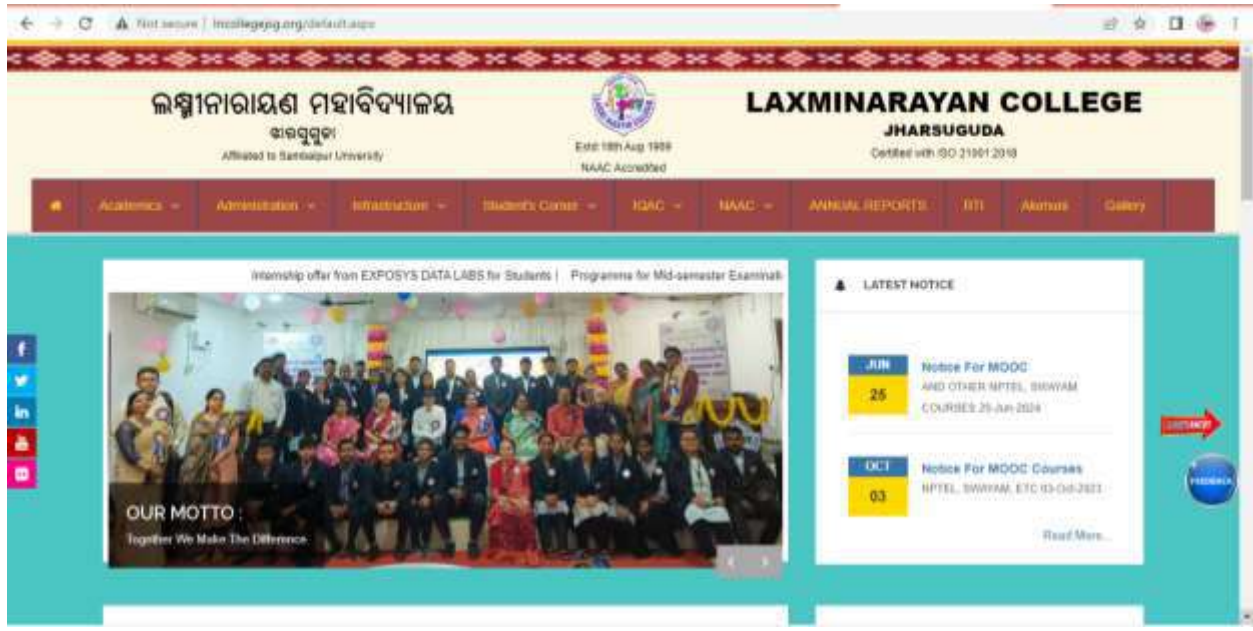 Not secure | lncollegejsg.org/default.aspx
ଲକ୍ଷ୍ମୀନାରାୟଣ ମହାବିଦ୍ୟାଳୟ
ଝାରସୁଗୁଡା
Affiliated to Sambalpur University
Estd 18th Aug 1969
NAAC Accredited
LAXMINARAYAN COLLEGE
JHARSUGUDA
Certified with ISO 21001:2018
Academics
Administration
Infrastructure
Student's Corner
IQAC
NAAC
ANNUAL REPORTS
RTI
Alumuni
Gallery
Internship offer from EXPOSYS DATA LABS for Students | Programme for Mid-semester Examinati
OUR MOTTO :
Together We Make The Difference
LATEST NOTICE
JUN
25
Notice For MOOC
AND OTHER NPTEL, SWAYAM
COURSES 25-Jun-2024
OCT
03
Notice For MOOC Courses
NPTEL, SWAYAM, ETC 03-Oct-2023
Read More...
FEEDBACK